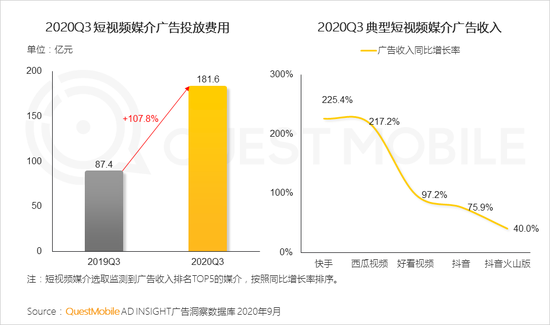 2020Q3 短视频媒介广告投放费用
单位：亿元
200
150
100
50
0
87.4
+107.8%
181.6
2019Q3
2020Q3
2020Q3 典型短视频媒介广告收入
广告收入同比增长率
300%
200%
100%
0%
225.4%
217.2%
97.2%
75.9%
40.0%
快手
西瓜视频
好看视频
抖音
抖音火山版
QUEST MOBILE
注：短视频媒介选取监测到广告收入排名TOP5的媒介，按照同比增长率排序。
Source：QuestMobile AD INSIGHT广告洞察数据库 2020年9月